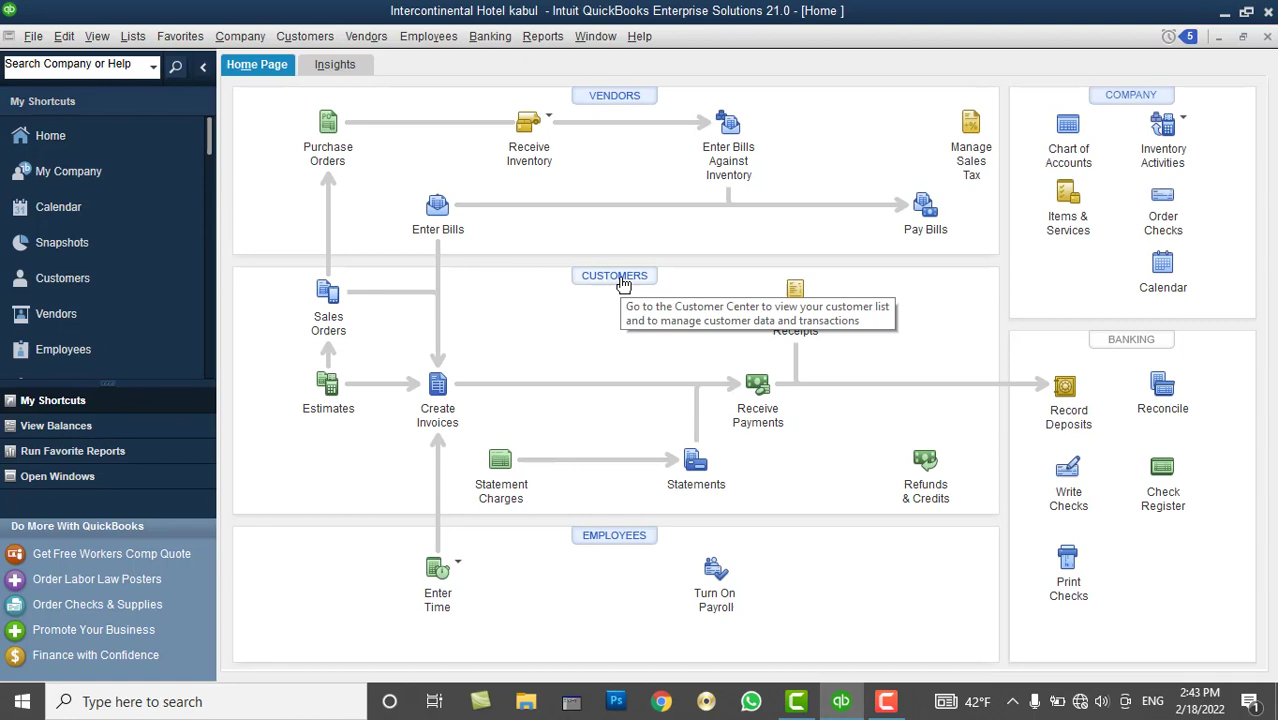 Intercontinental Hotel kabul - Intuit QuickBooks Enterprise Solutions 21.0 - [Home ]
File Edit View Lists Favorites Company Customers Vendors Employees Banking Reports Window Help
5
Search Company or Help
My Shortcuts
Home
My Company
Calendar
Snapshots
Customers
Vendors
Employees
My Shortcuts
View Balances
Run Favorite Reports
Open Windows
Do More With QuickBooks
Get Free Workers Comp Quote
Order Labor Law Posters
Order Checks & Supplies
Promote Your Business
Finance with Confidence
Home Page Insights
VENDORS
Purchase
Orders
Receive
Inventory
Enter Bills
Against
Inventory
Manage
Sales
Tax
Enter Bills
Pay Bills
CUSTOMERS
Go to the Customer Center to view your customer list
and to manage customer data and transactions
Sales
Orders
Receipts
Estimates
Create
Invoices
Receive
Payments
Statement
Charges
Statements
Refunds
& Credits
EMPLOYEES
Enter
Time
Turn On
Payroll
COMPANY
Chart of
Accounts
Inventory
Activities
Items &
Services
Order
Checks
Calendar
BANKING
Record
Deposits
Reconcile
Write
Checks
Check
Register
Print
Checks
Type here to search
Ps
qb
42°F
ENG
2:43 PM
2/18/2022
1